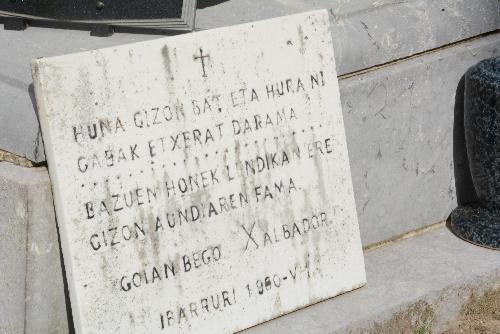 HUNA GIZON BAT ETA HURA NI
GABAK ETXERAT DARAMA
BAZUEN HONEK LENDIKAN ERE
GIZON AUNDIAREN FAMA.
GOIAN BEGO XALBADOR.
IBARRURI